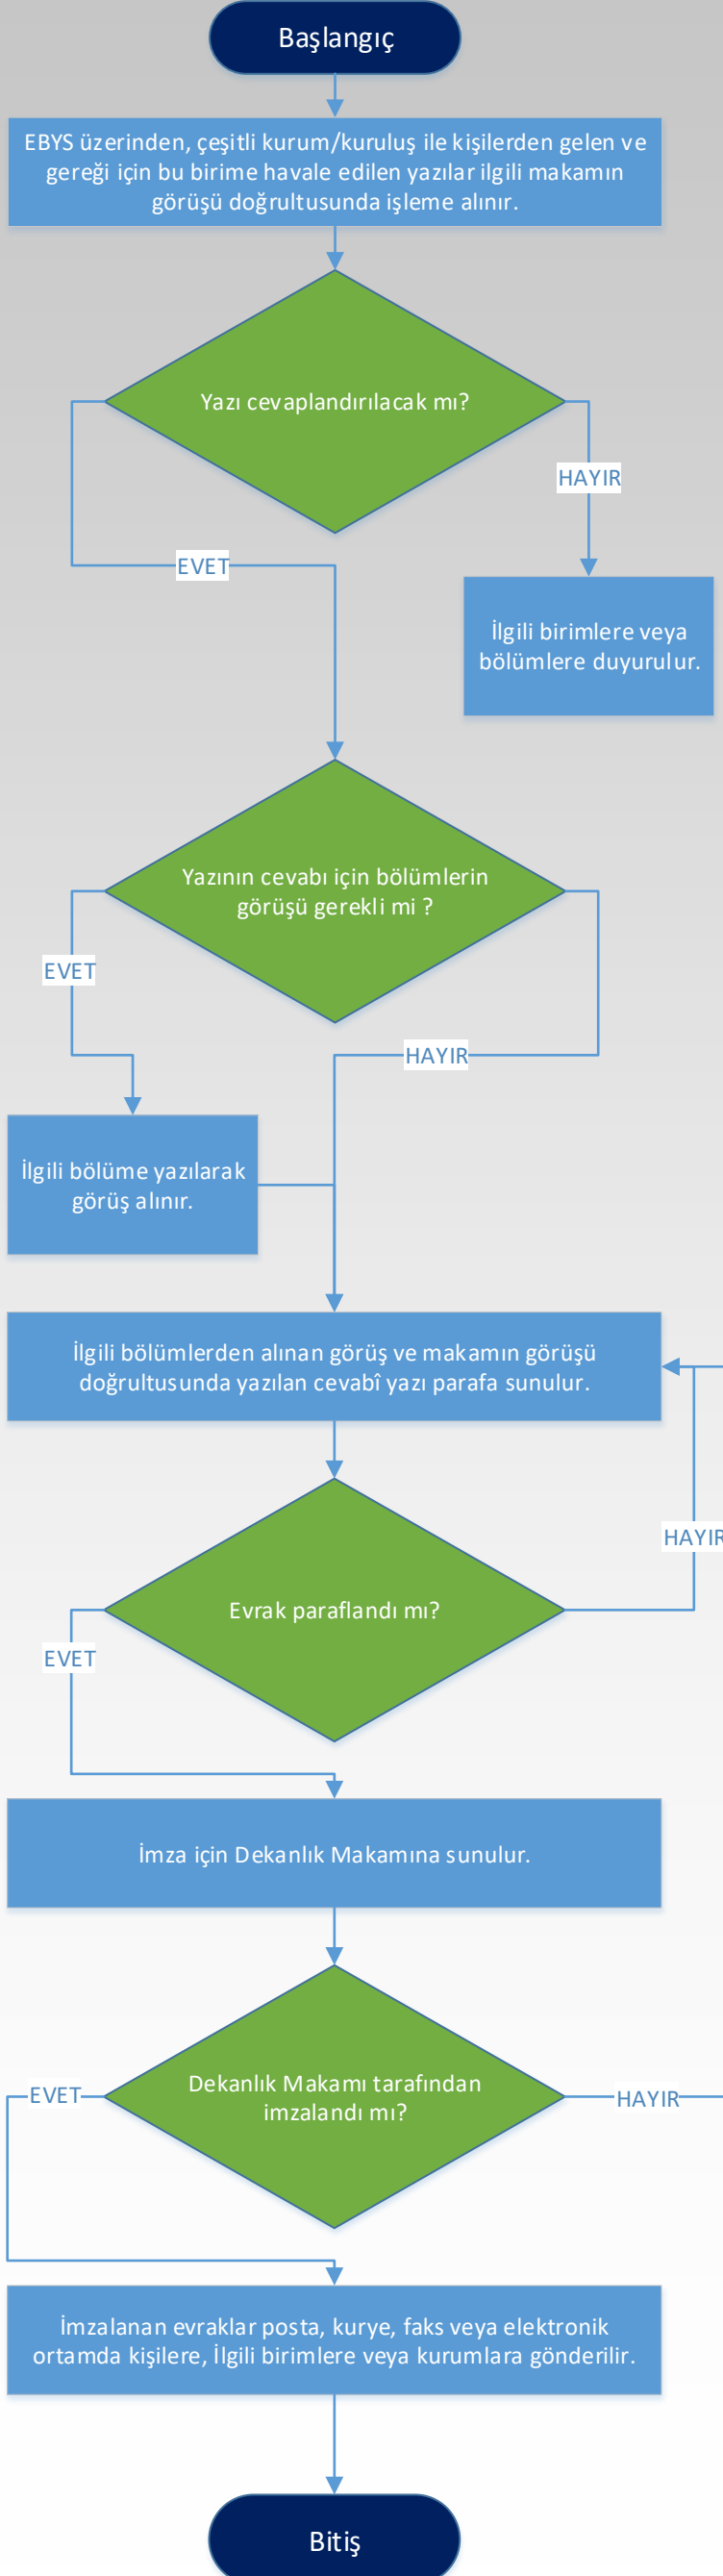 Başlangıç
EBYS üzerinden, çeşitli kurum/kuruluş ile kişilerden gelen ve
gereği için bu birime havale edilen yazılar ilgili makamın
görüşü doğrultusunda işleme alınır.
Yazı cevaplandırılacak mı?
HAYIR
EVET
İlgili birimlere veya
bölümlere duyurulur.
Yazının cevabı için bölümlerin
görüşü gerekli mi ?
EVET
HAYIR
İlgili bölüme yazılarak
görüş alınır.
İlgili bölümlerden alınan görüş ve makamın görüşü
doğrultusunda yazılan cevabî yazı parafa sunulur.
HAYIR
Evrak paraflandı mı?
EVET
İmza için Dekanlık Makamına sunulur.
Dekanlık Makamı tarafından
imzalandı mı?
EVET
HAYIR
İmzalanan evraklar posta, kurye, faks veya elektronik
ortamda kişilere, İlgili birimlere veya kurumlara gönderilir.
Bitiş